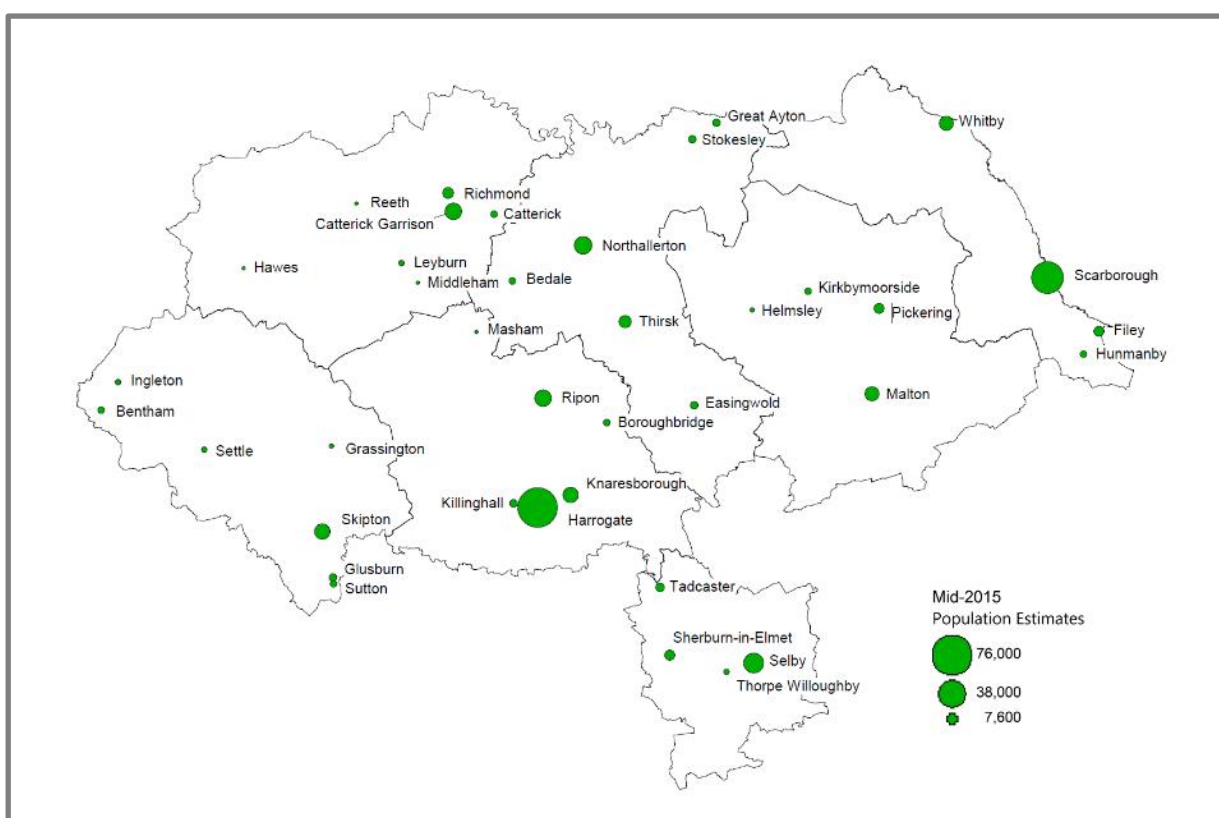 Great Ayton
Whitby
Stokesley
Richmond
Reeth
Catterick
Catterick Garrison
Northallerton
Leyburn
Hawes
Scarborough
Bedale
Middleham
Kirkbymoorside
Helmsley
Pickering
Thirsk
Masham
Filey
Hunmanby
Ingleton
Malton
Ripon
Easingwold
Bentham
Boroughbridge
Settle
Grassington
Knaresborough
Killinghall
Harrogate
Skipton
Glusburn
Sutton
Tadcaster
Mid-2015
Population Estimates
Sherburn-in-Elmet
76,000
Selby
Thorpe Willoughby
38,000
7,600